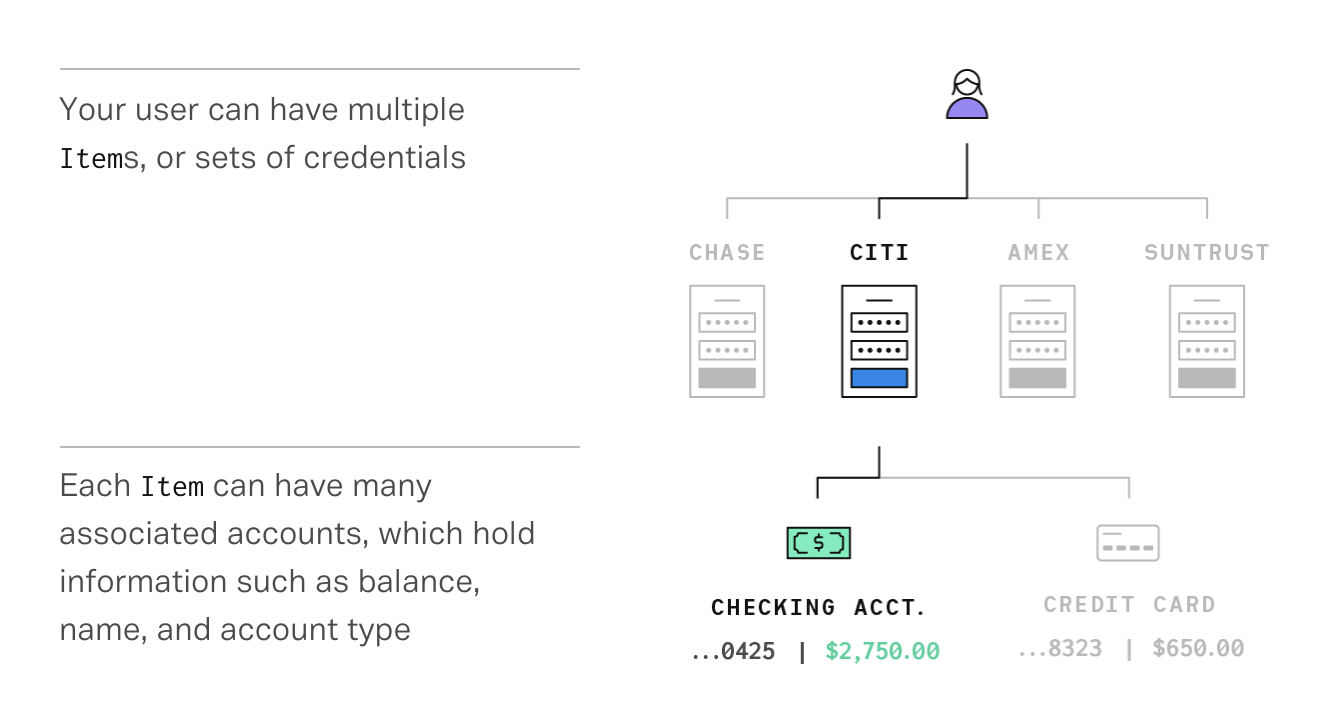 Your user can have multiple
Items, or sets of credentials
CHASE
CITI
AMEX
SUNTRUST
Each Item can have many
associated accounts, which hold
information such as balance,
name, and account type
$
CHECKING ACCT.
...0425 | $2,750.00
CREDIT CARD
...8323 | $650.00